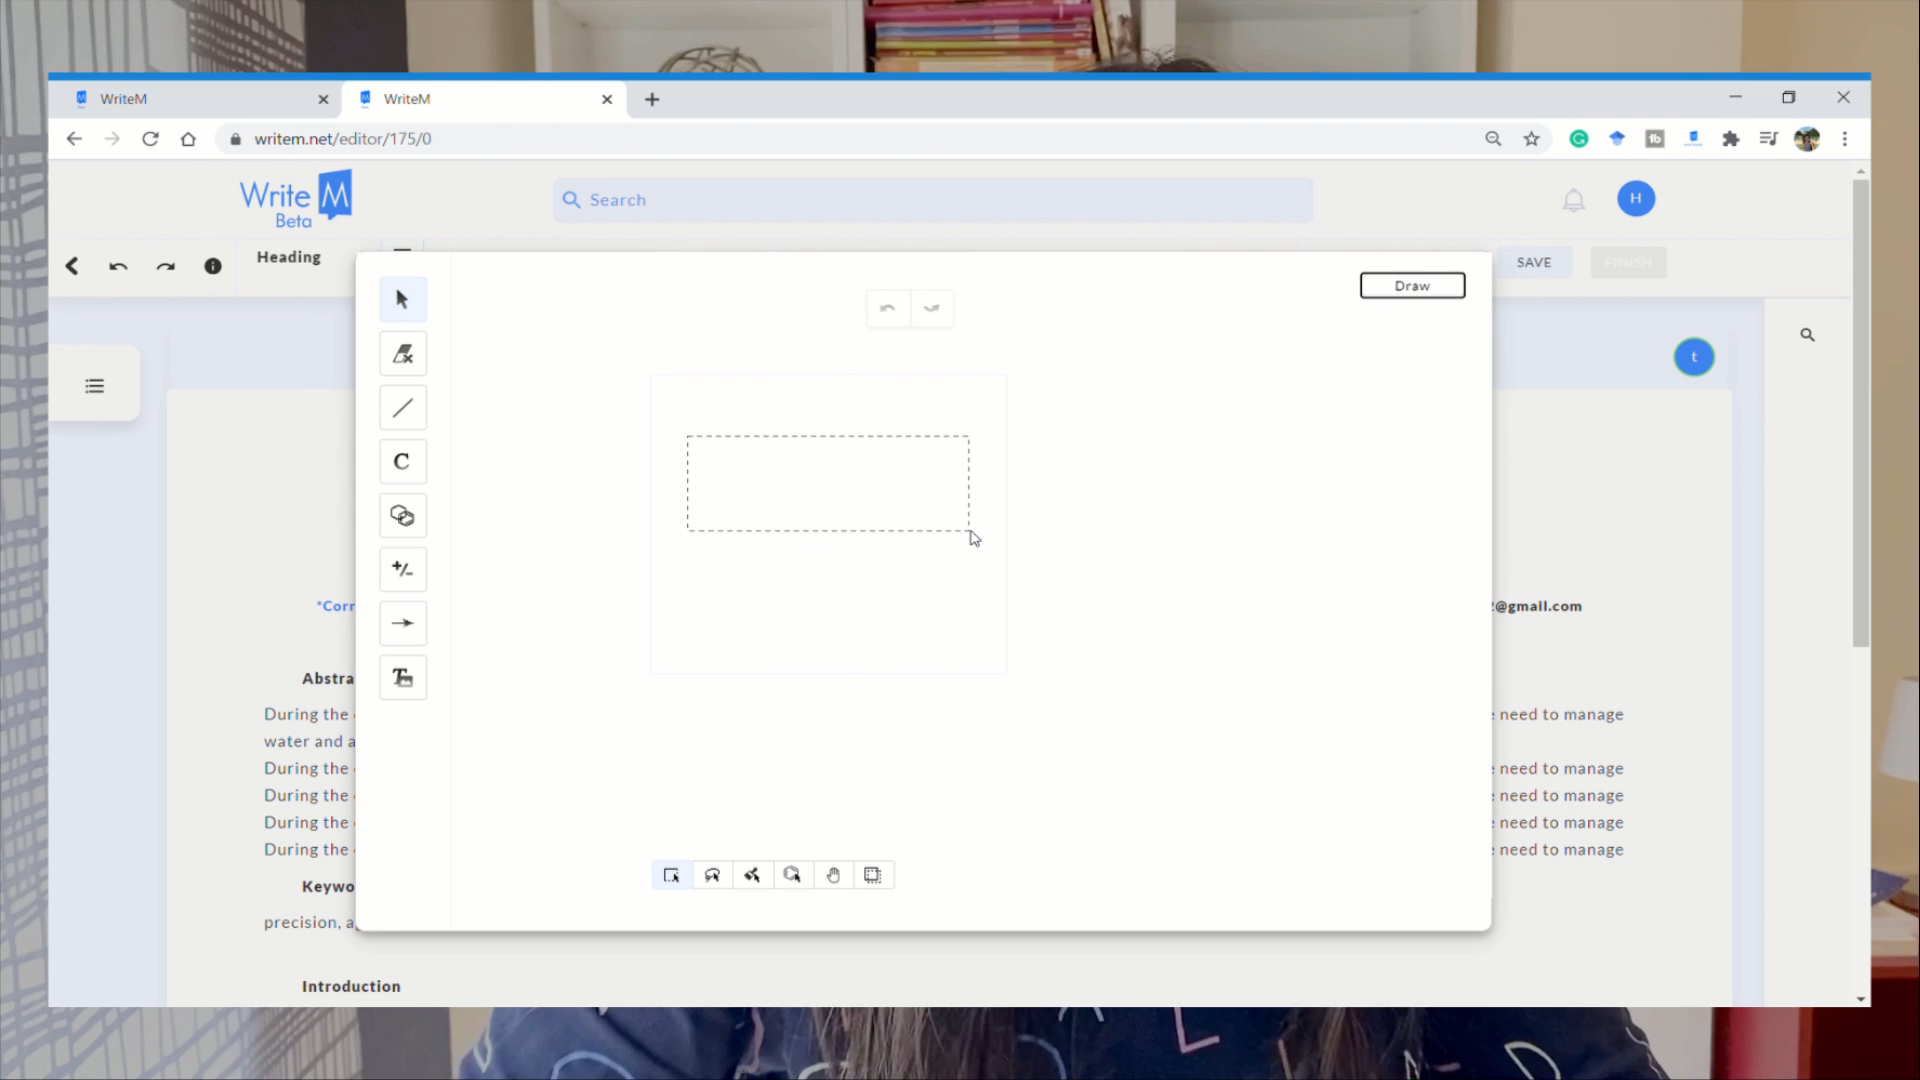 WriteM
WriteM
writem.net/editor/175/0
Write M
Beta
Search
H
Heading
SAVE
FINISH
Draw
t
C
*Corr
@gmail.com
Abstra
During the
need to manage
water and a
During the
need to manage
During the
need to manage
During the
need to manage
During the
need to manage
Keywo
precision, a
Introduction